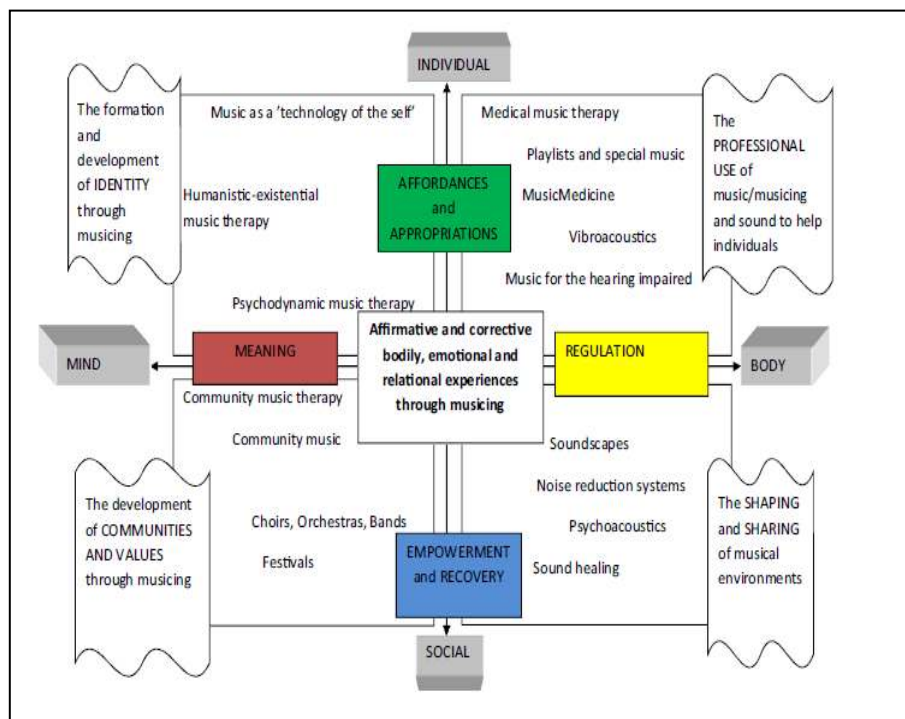 INDIVIDUAL
The formation
and
development
of IDENTITY
through
musicing
Music as a 'technology of the self'
Humanistic-existential
music therapy
Psychodynamic music therapy
AFFORDANCES
and
APPROPRIATIONS
Medical music therapy
Playlists and special music
MusicMedicine
Vibroacoustics
Music for the hearing impaired
The
PROFESSIONAL
USE of
music/musicing
and sound to help
individuals
MIND
MEANING
Affirmative and corrective
bodily, emotional and
relational experiences
through musicing
REGULATION
BODY
Community music therapy
Community music
Choirs, Orchestras, Bands
Festivals
The development
of COMMUNITIES
AND VALUES
through musicing
EMPOWERMENT
and RECOVERY
Soundscapes
Noise reduction systems
Psychoacoustics
Sound healing
The SHAPING
and SHARING
of musical
environments
SOCIAL